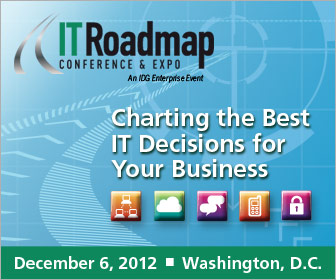 IT Roadmap
CONFERENCE & EXPO
An IDG Enterprise Event
Charting the Best
IT Decisions for
Your Business
December 6, 2012 ■ Washington, D.C.